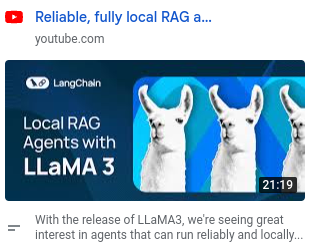 Reliable, fully local RAG a...
youtube.com
LangChain
Local RAG
Agents with
LLaMA 3
21:19
With the release of LLaMA3, we're seeing great
interest in agents that can run reliably and locally...